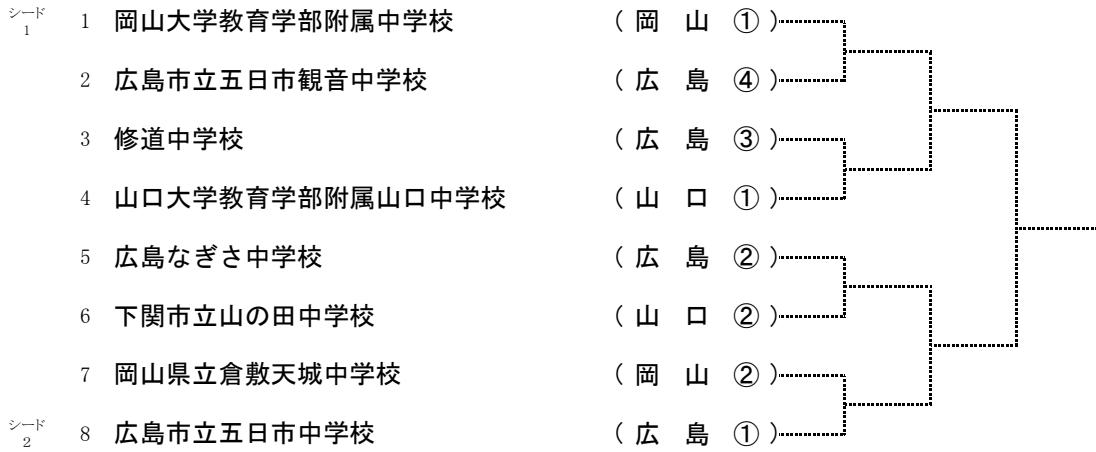 シード1 1 岡山大学教育学部附属中学校 (岡 山 ①)
2 広島市立五日市観音中学校 (広 島 ④)
3 修道中学校 (広 島 ③)
4 山口大学教育学部附属山口中学校 (山 口 ①)
5 広島なぎさ中学校 (広 島 ②)
6 下関市立山の田中学校 (山 口 ②)
7 岡山県立倉敷天城中学校 (岡 山 ②)
シード2 8 広島市立五日市中学校 (広 島 ①)